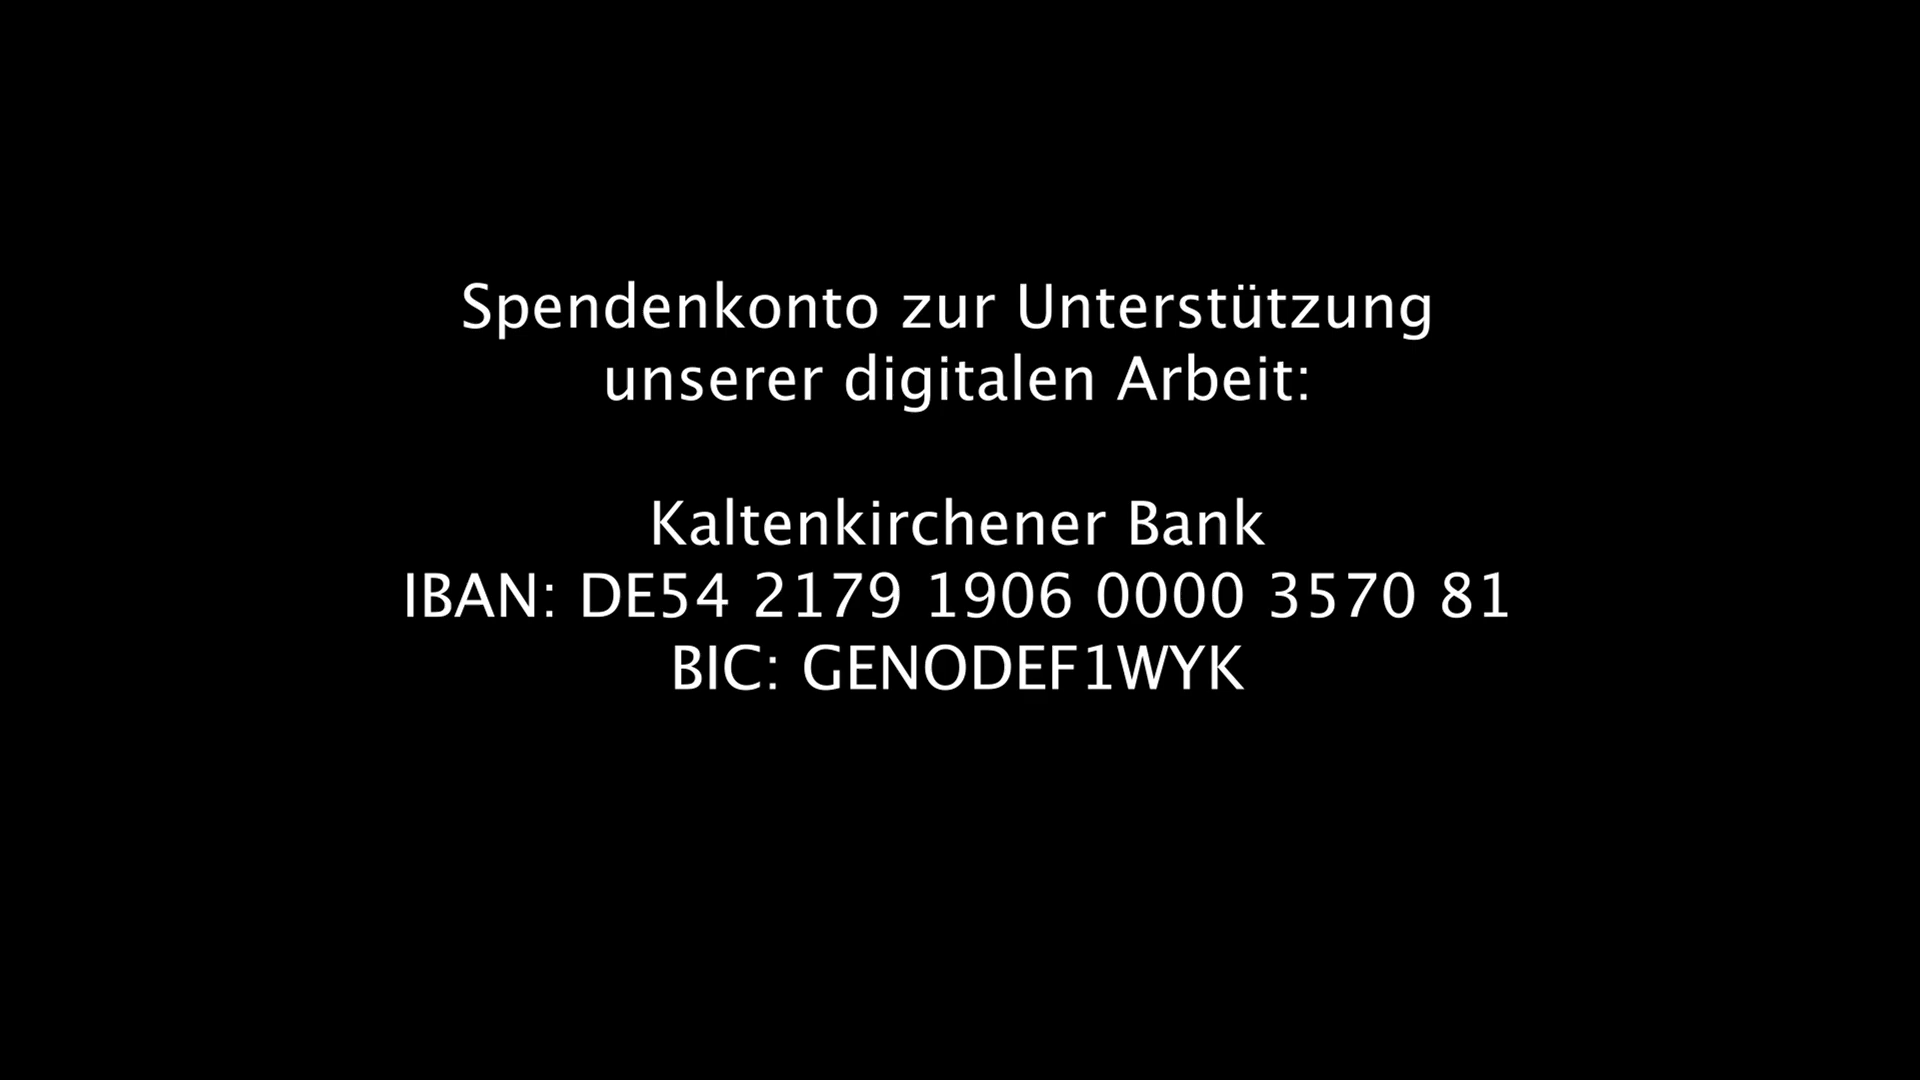 Spendenkonto zur Unterstützung
unserer digitalen Arbeit:
Kaltenkirchener Bank
IBAN: DE54 2179 1906 0000 3570 81
BIC: GENODEF1WYK